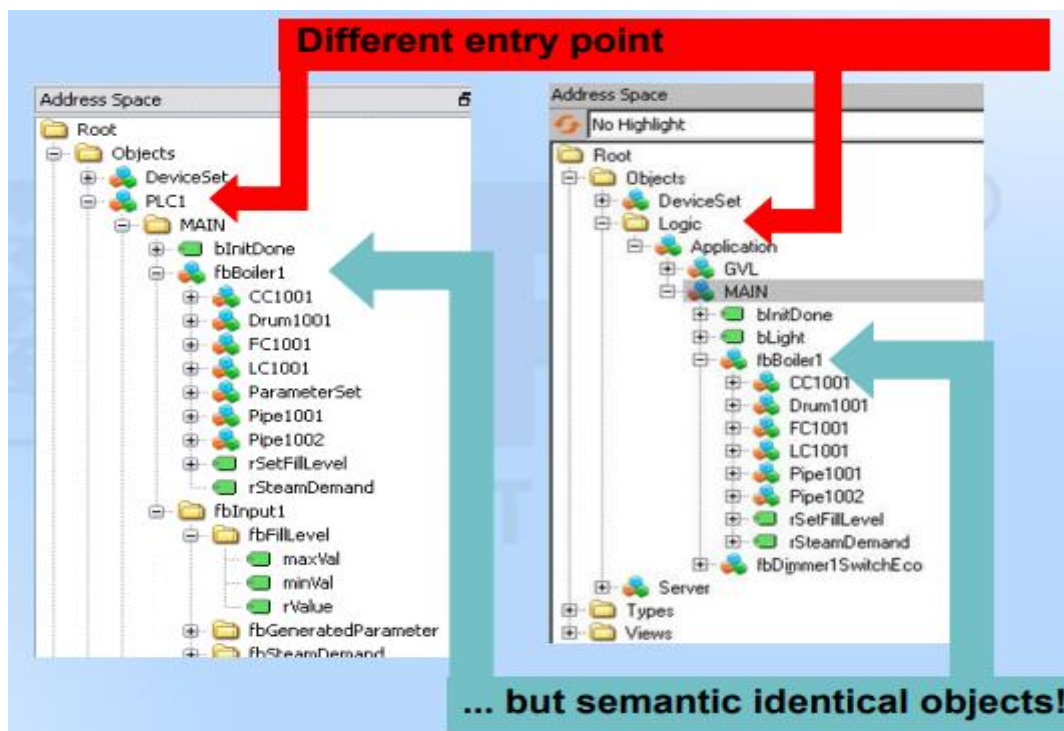 Different entry point
Address Space
Root
Objects
DeviceSet
PLC1
MAIN
bInitDone
fbBoiler1
CC1001
Drum1001
FC1001
LC1001
ParameterSet
Pipe1001
Pipe1002
rSetFillLevel
rSteamDemand
fbInput1
fbFillLevel
maxVal
minVal
rValue
fbGeneratedParameter
fbSteamDemand
Address Space
No Highlight
Root
Objects
DeviceSet
Logic
Application
GVL
MAIN
bInitDone
bLight
fbBoiler1
CC1001
Drum1001
FC1001
LC1001
Pipe1001
Pipe1002
rSetFillLevel
rSteamDemand
fbDimmer1SwitchEco
Server
Types
Views
... but semantic identical objects!